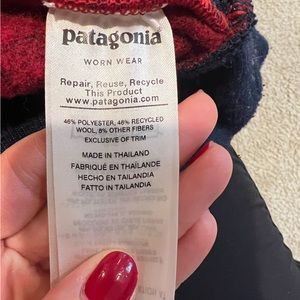 patagonia
WORN WEAR
Repair, Reuse, Recycle
This Product
www.patagonia.com
46% POLYESTER, 46% RECYCLED
WOOL, 8% OTHER FIBERS
EXCLUSIVE OF TRIM
MADE IN THAILAND
FABRIQUÉ EN THAÏLANDE
HECHO EN TAILANDIA
FATTO IN TAILANDIA